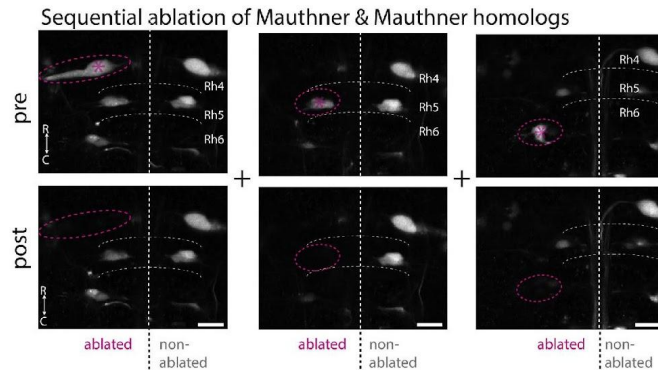 Sequential ablation of Mauthner & Mauthner homologs
pre
Rh4
Rh5
Rh6
R
C
+
Rh4
Rh5
Rh6
+
Rh4
Rh5
Rh6
post
R
C
ablated
non-
ablated
ablated
non-
ablated
ablated
non-
ablated